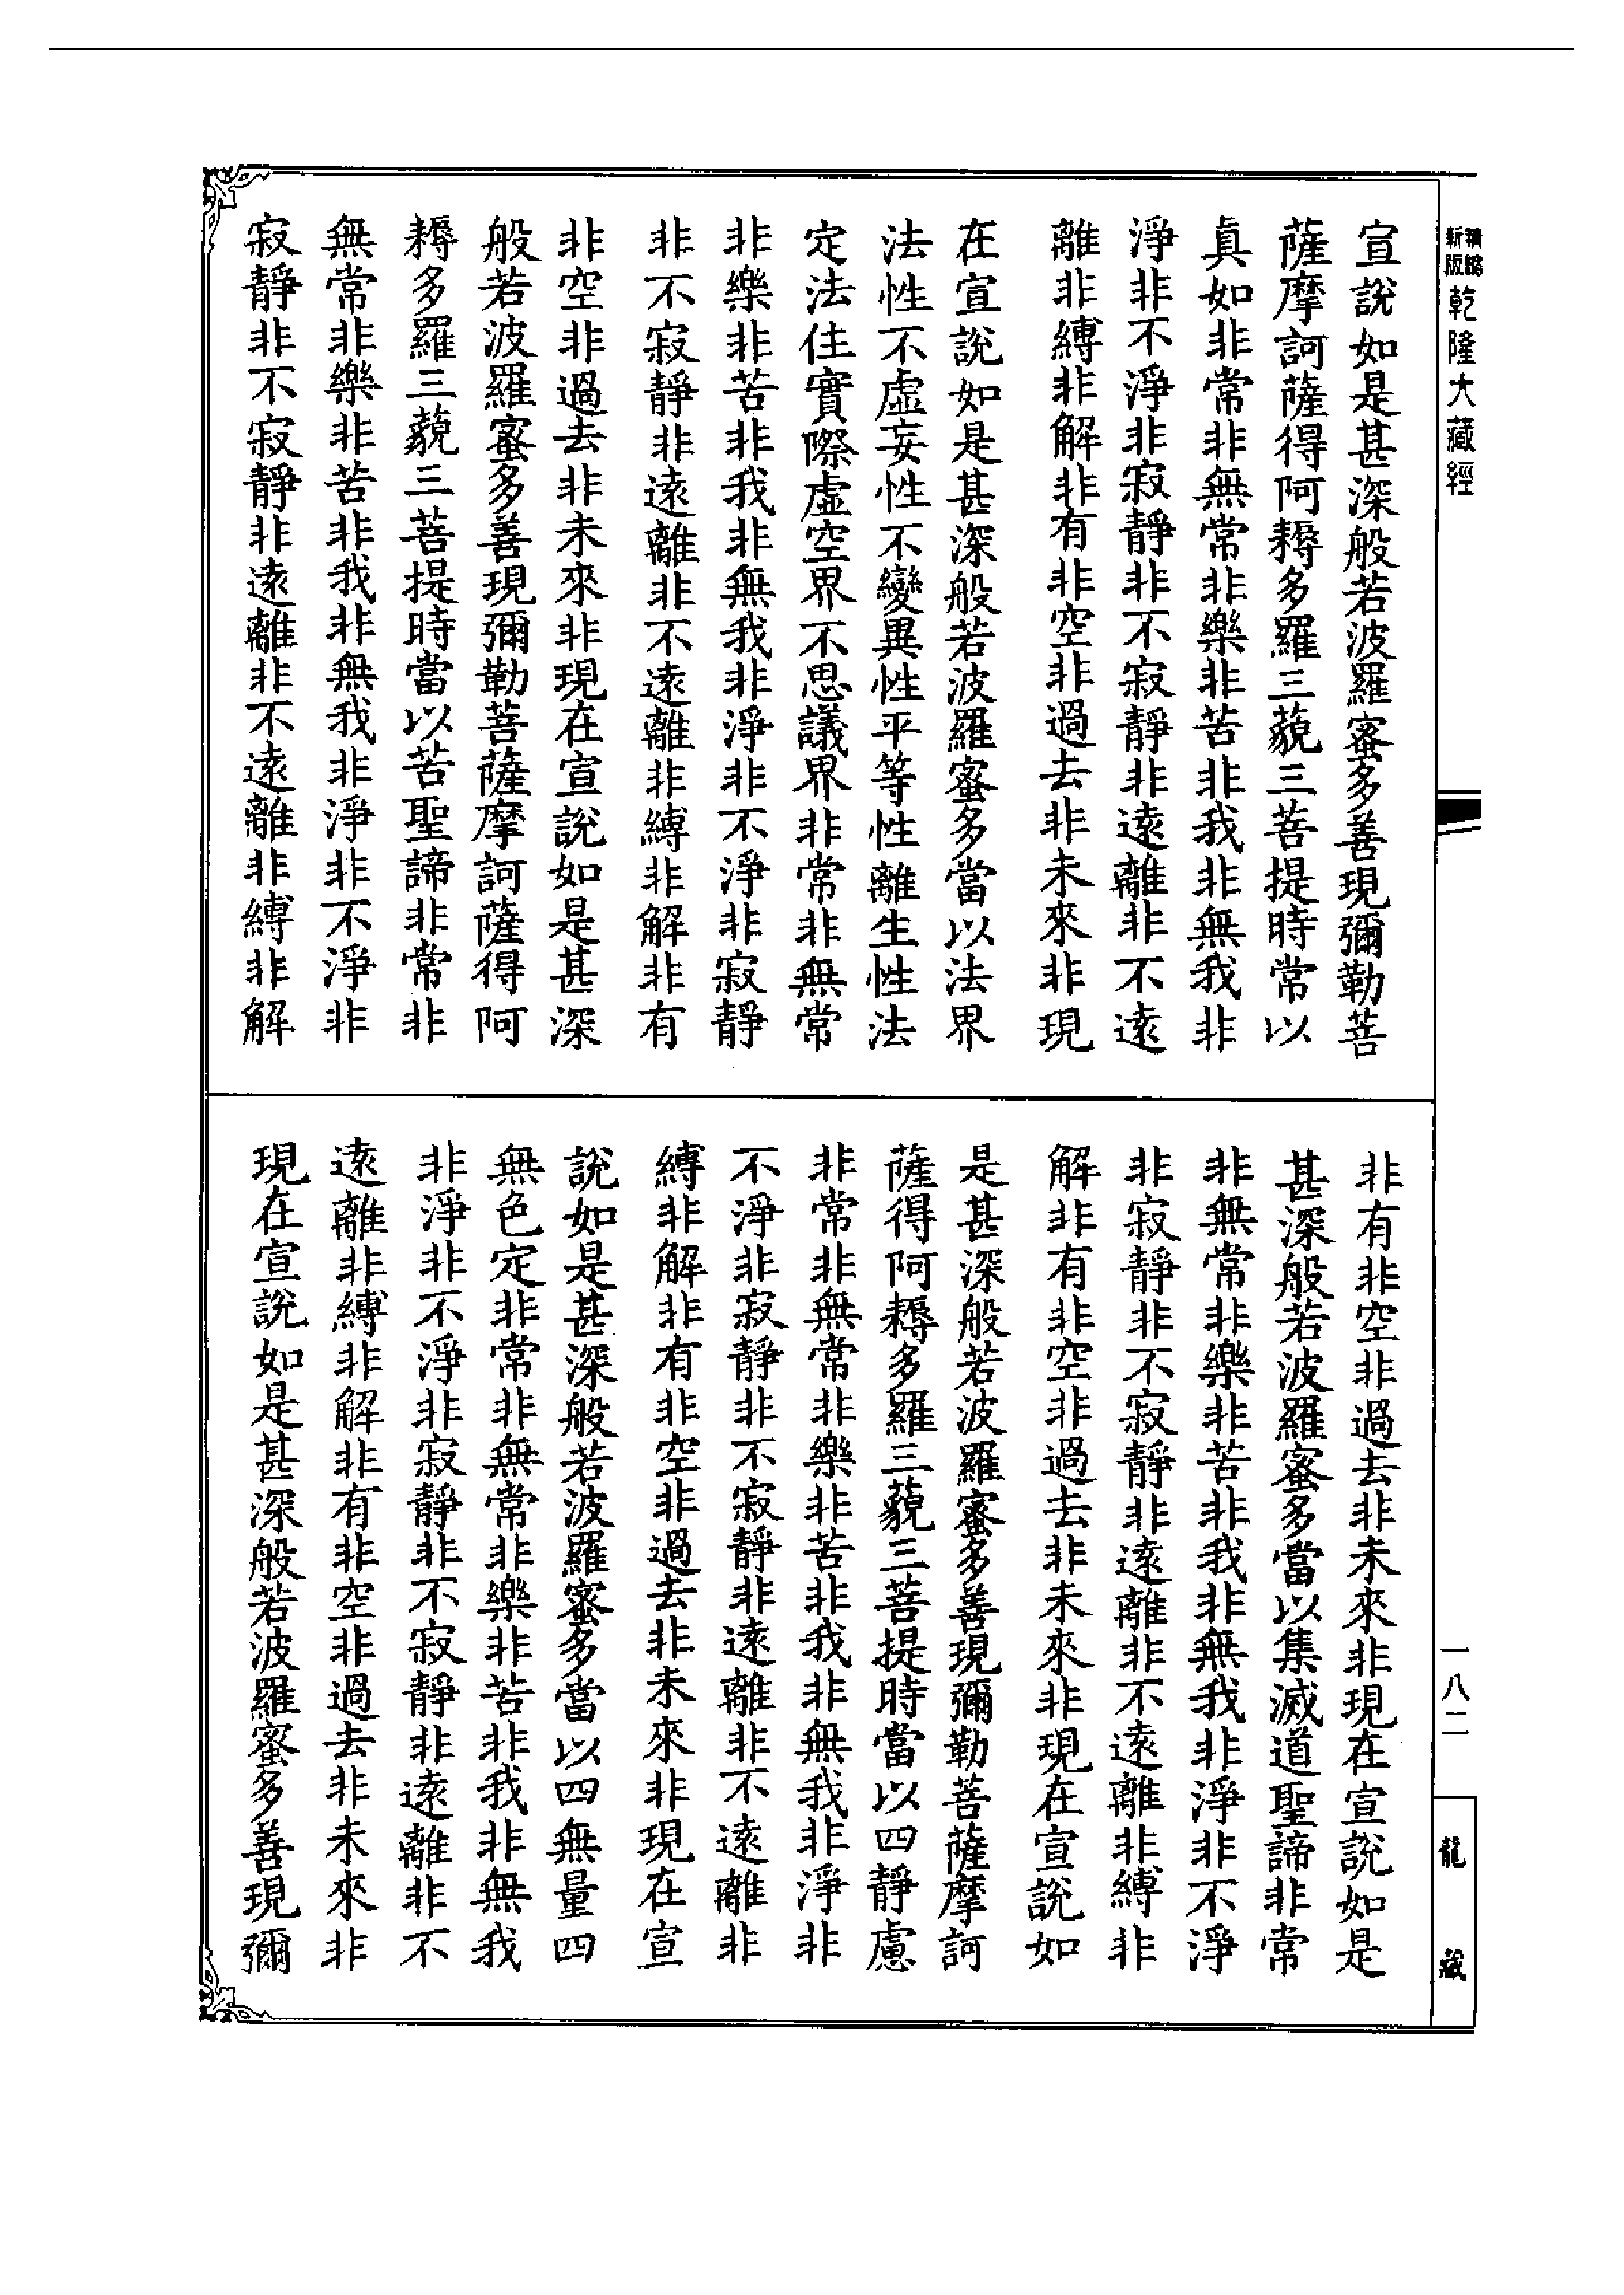 新版精縮乾隆大藏經
宣說如是甚深般若波羅蜜多善現彌勒菩
薩摩訶薩得阿耨多羅三藐三菩提時常以
真如非常非無常非樂非苦非我非無我非
淨非不淨非寂靜非不寂靜非遠離非不遠
離非縛非解非有非空非過去非未來非現
在宣說如是甚深般若波羅蜜多當以法界
法性不虛妄性不變異性平等性離生性法
定法住實際虛空界不思議界非常非無常
非樂非苦非我非無我非淨非不淨非寂靜
非不寂靜非遠離非不遠離非縛非解非有
非空非過去非未來非現在宣說如是甚深
般若波羅蜜多善現彌勒菩薩摩訶薩得阿
耨多羅三藐三菩提時當以苦聖諦非常非
無常非樂非苦非我非無我非淨非不淨非
寂靜非不寂靜非遠離非不遠離非縛非解
非有非空非過去非未來非現在宣說如是
甚深般若波羅蜜多當以集滅道聖諦非常
非無常非樂非苦非我非無我非淨非不淨
非寂靜非不寂靜非遠離非不遠離非縛非
解非有非空非過去非未來非現在宣說如
是甚深般若波羅蜜多善現彌勒菩薩摩訶
薩得阿耨多羅三藐三菩提時當以四靜慮
非常非無常非樂非苦非我非無我非淨非
不淨非寂靜非不寂靜非遠離非不遠離非
縛非解非有非空非過去非未來非現在宣
說如是甚深般若波羅蜜多當以四無量四
無色定非常非無常非樂非苦非我非無我
非淨非不淨非寂靜非不寂靜非遠離非不
遠離非縛非解非有非空非過去非未來非
現在宣說如是甚深般若波羅蜜多善現彌
一八二
龍藏